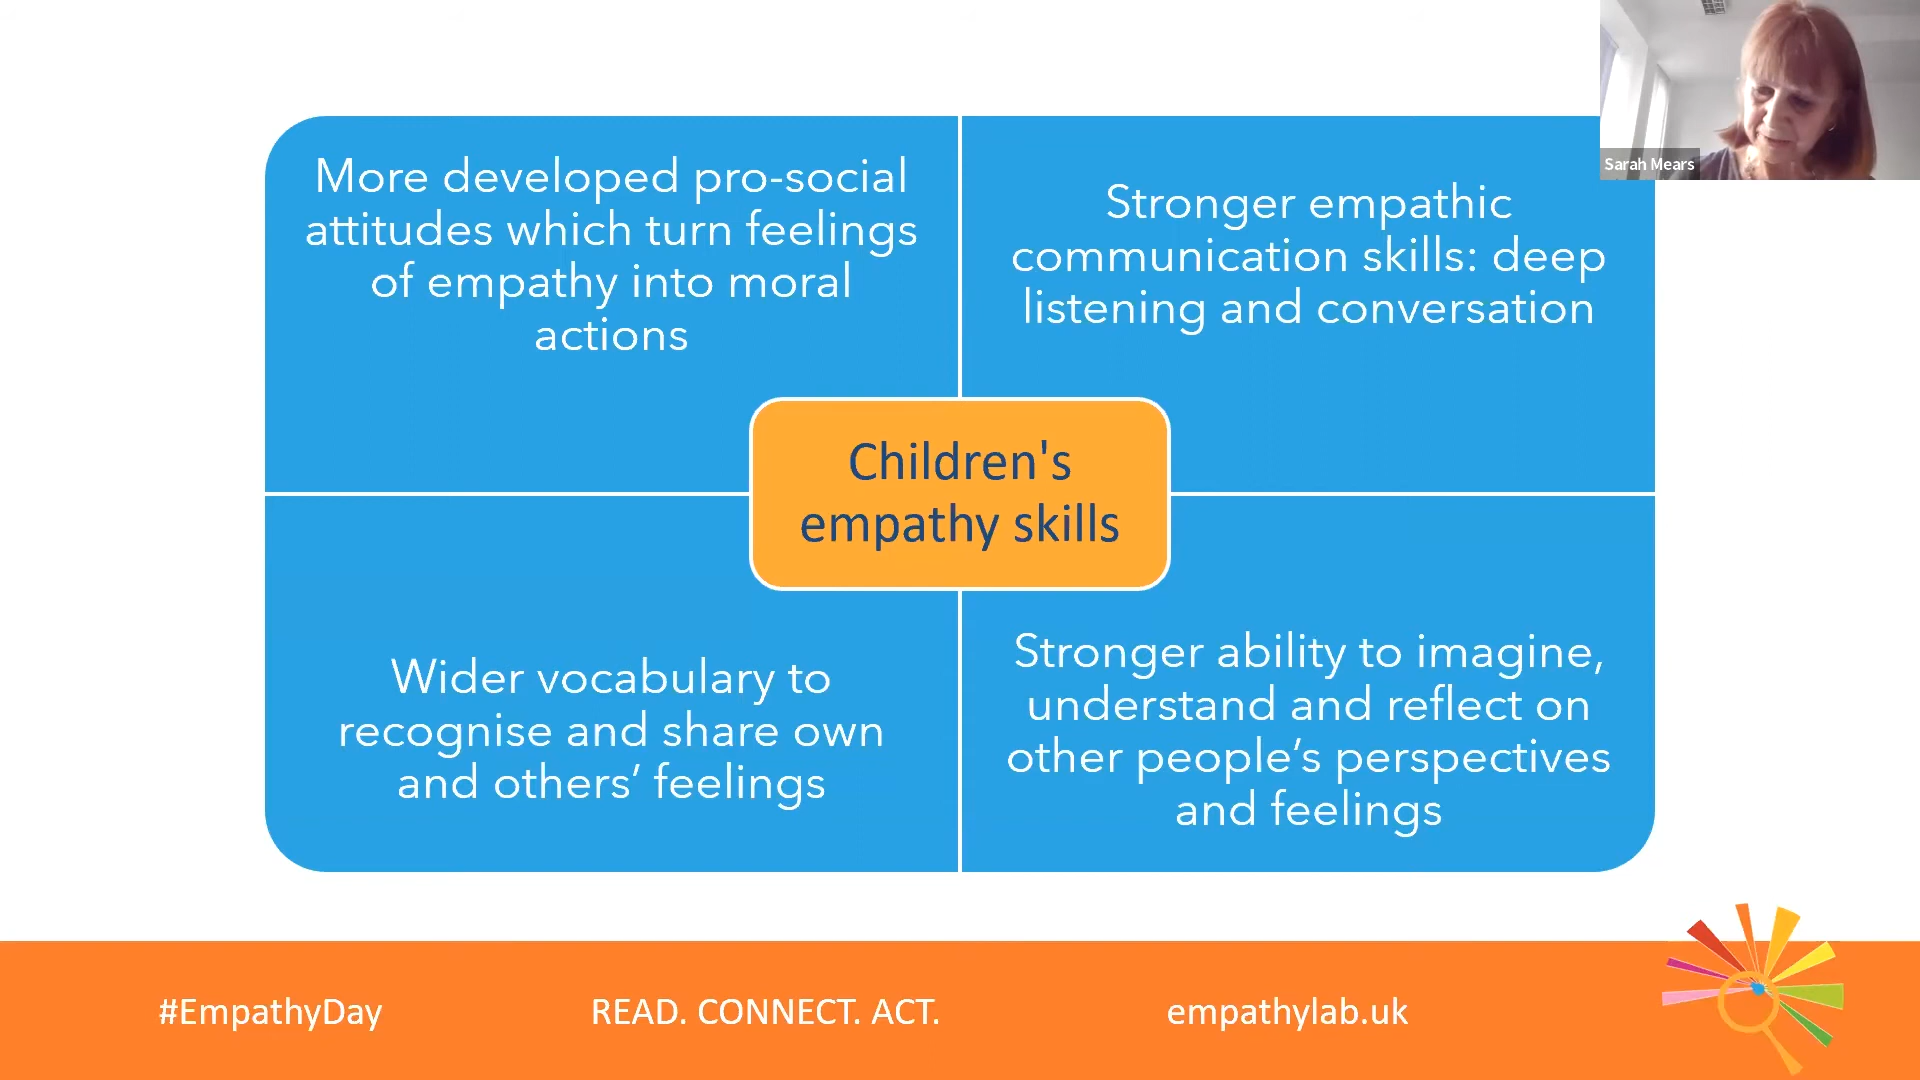 More developed pro-social
attitudes which turn feelings
of empathy into moral
actions
Stronger empathic
communication skills: deep
listening and conversation
Sarah Mears
Children's
empathy skills
Wider vocabulary to
recognise and share own
and others’ feelings
Stronger ability to imagine,
understand and reflect on
other people’s perspectives
and feelings
#EmpathyDay
READ. CONNECT. ACT.
empathylab.uk